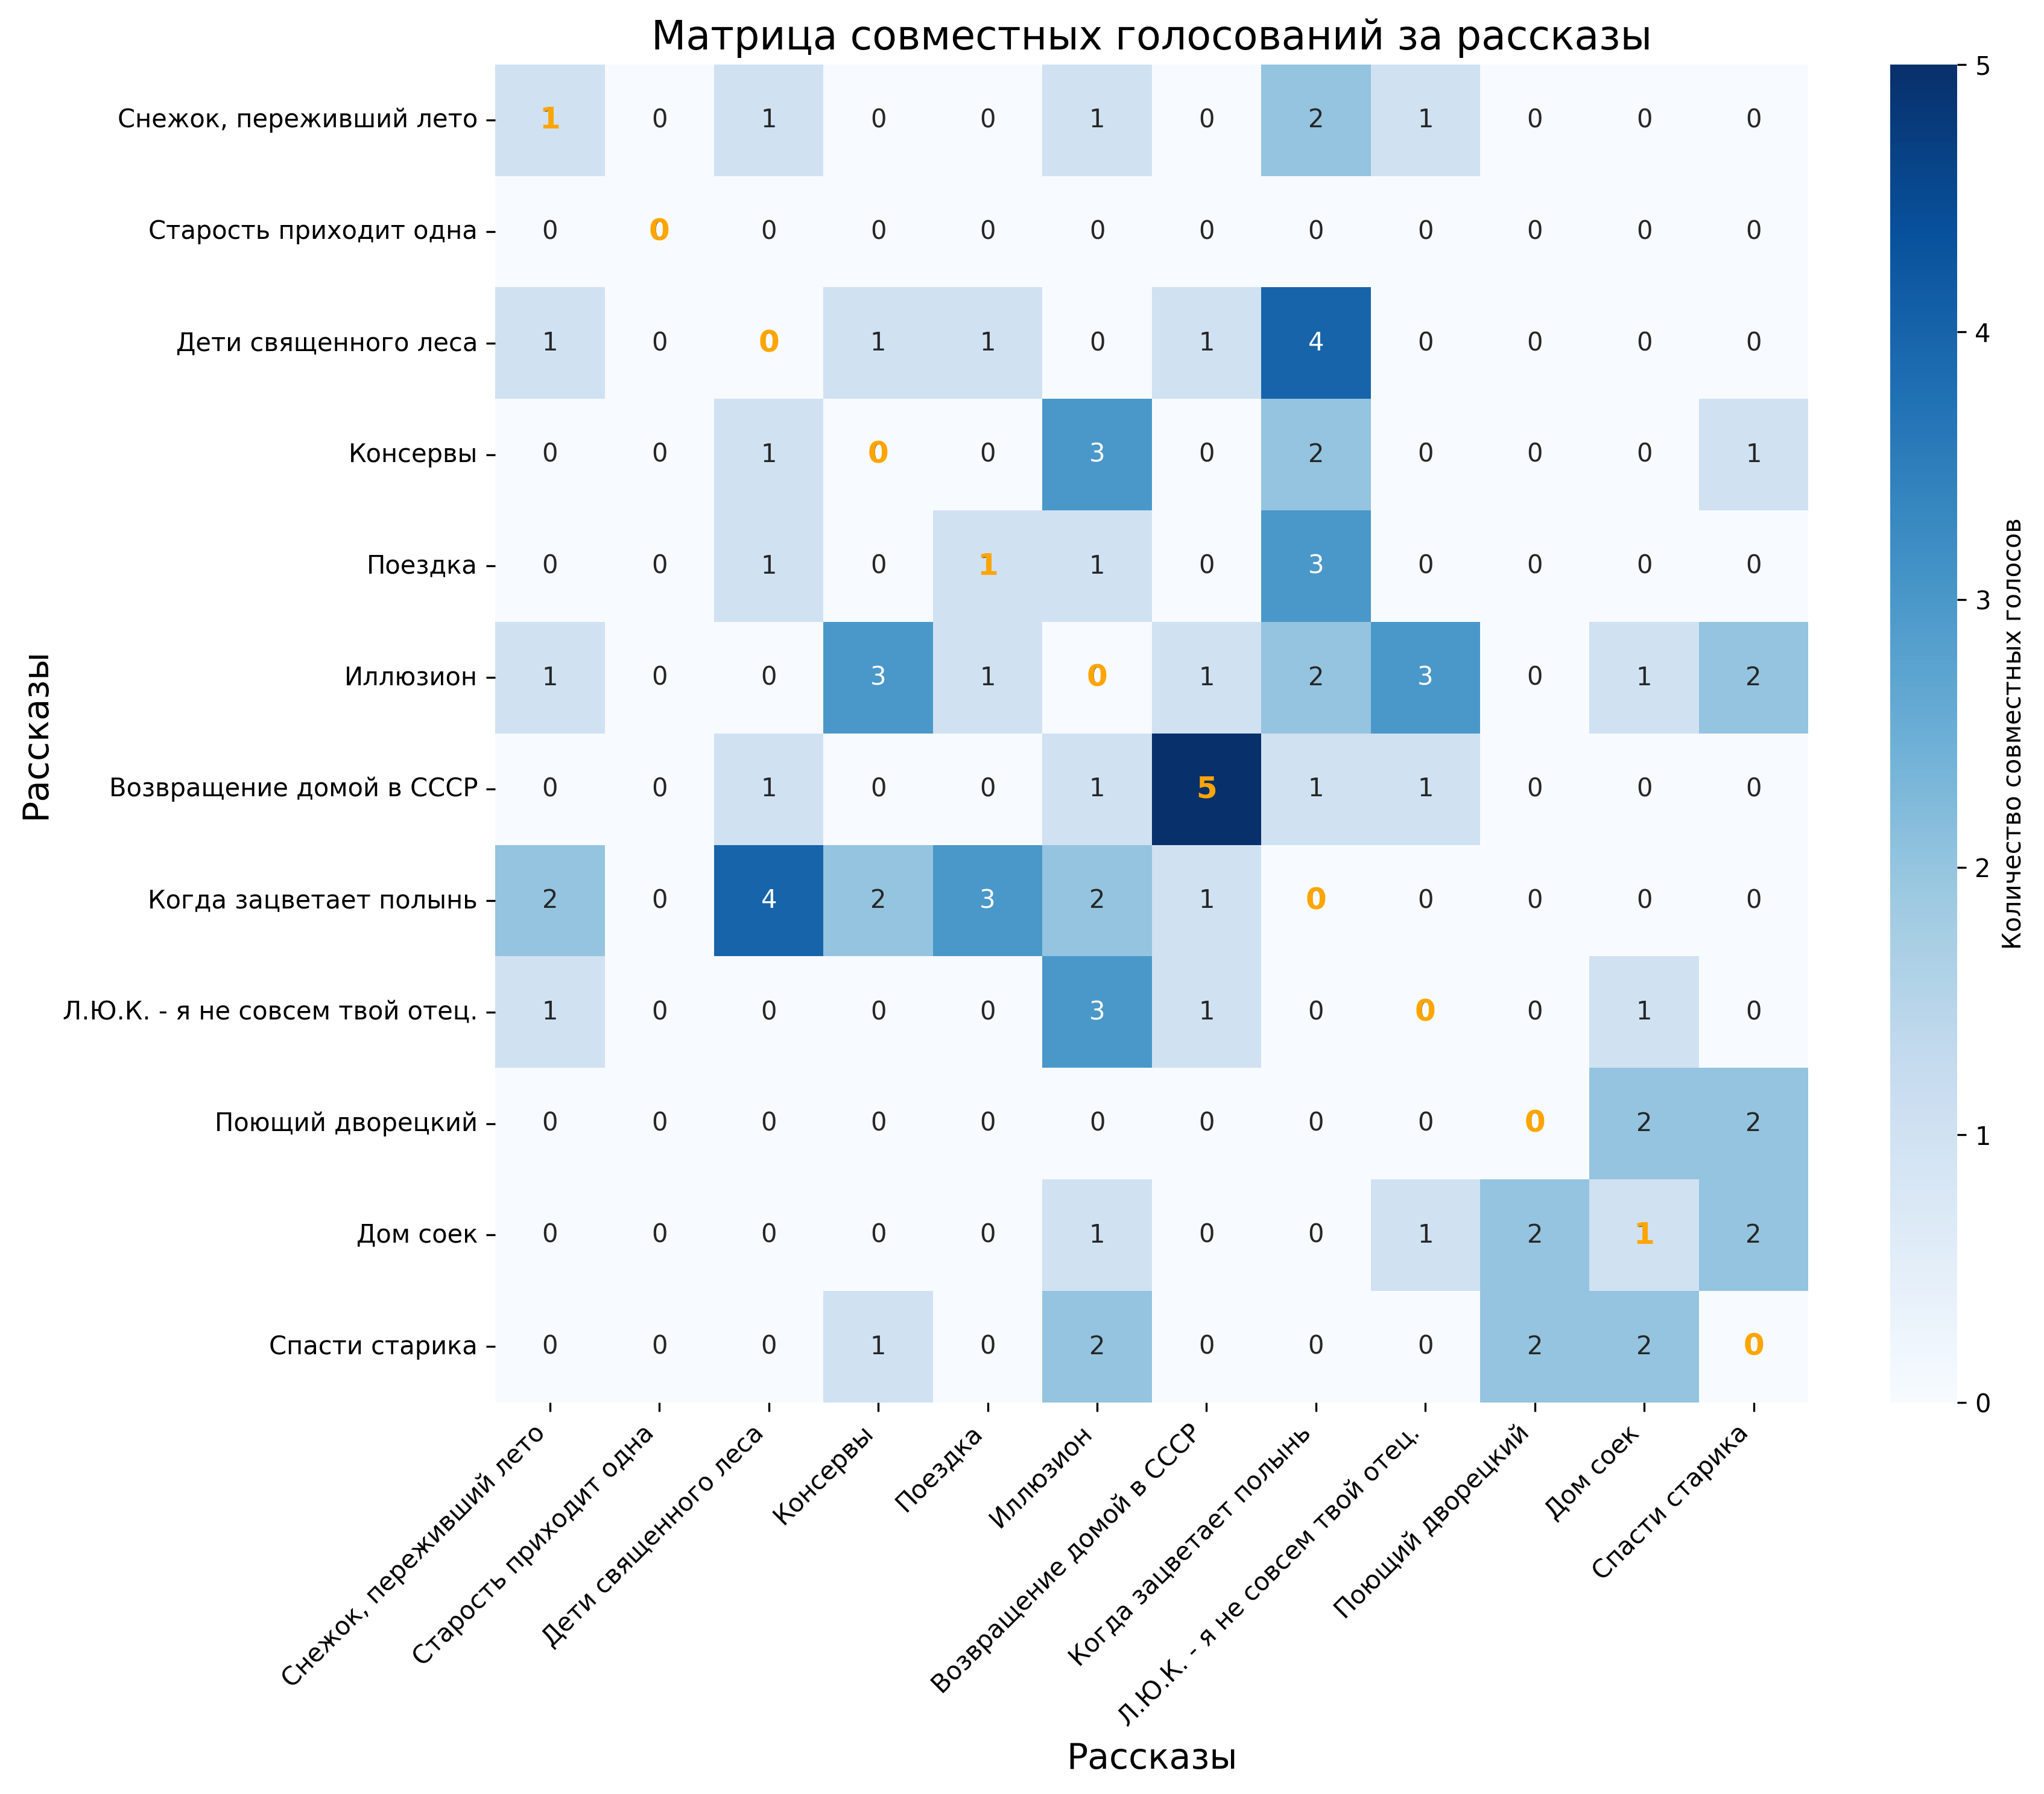 Матрица совместных голосований за рассказы
Снежок, переживший лето 1 0 1 0 0 1 0 2 1 0 0 0
Старость приходит одна 0 0 0 0 0 0 0 0 0 0 0 0
Дети священного леса 1 0 0 1 1 0 1 4 0 0 0 0
Консервы 0 0 1 0 0 3 0 2 0 0 0 1
Поездка 0 0 1 0 1 1 0 3 0 0 0 0
Иллюзион 1 0 0 3 1 0 1 2 3 0 1 2
Возвращение домой в СССР 0 0 1 0 0 1 5 1 1 0 0 0
Когда зацветает полынь 2 0 4 2 3 2 1 0 0 0 0 0
Л.Ю.К. - я не совсем твой отец. 1 0 0 0 0 3 1 0 0 0 1 0
Поющий дворецкий 0 0 0 0 0 0 0 0 0 0 2 2
Дом соек 0 0 0 0 0 1 0 0 1 2 1 2
Спасти старика 0 0 0 1 0 2 0 0 0 2 2 0
Рассказы
Снежок, переживший лето
Старость приходит одна
Дети священного леса
Консервы
Поездка
Иллюзион
Возвращение домой в СССР
Когда зацветает полынь
Л.Ю.К. - я не совсем твой отец.
Поющий дворецкий
Дом соек
Спасти старика
Рассказы
5
4
3
2
1
0
Количество совместных голосов